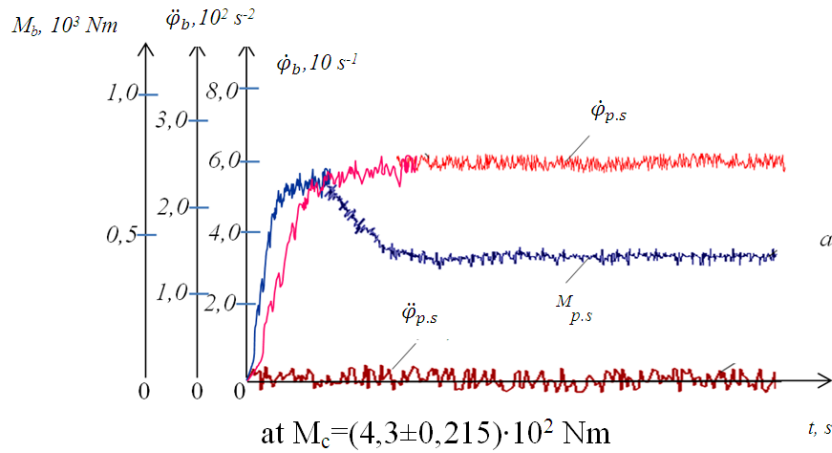 M_b, 10³ Nm
φ̈_b, 10² s⁻²
φ̇_b, 10 s⁻¹
1,0
8,0
3,0
φ̇_p.s
6,0
2,0
0,5
4,0
a
1,0
2,0
φ̈_p.s
M_p.s
0
0
0
t, s
at M_c=(4,3±0,215)·10² Nm